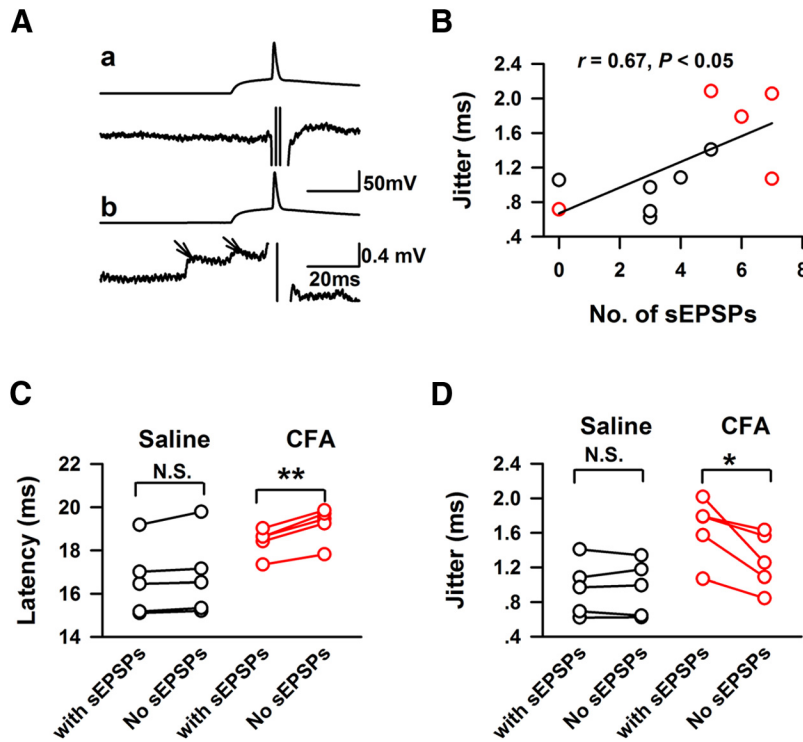 A
a
50mV
b
0.4 mV
20ms
B
r = 0.67, P < 0.05
Jitter (ms)
2.4
2.0
1.6
1.2
.8
.4
0 2 4 6 8
No. of sEPSPs
C
Saline CFA
N.S. **
Latency (ms)
22
20
18
16
14
with sEPSPs
No sEPSPs
with sEPSPs
No sEPSPs
D
Saline CFA
N.S. *
Jitter (ms)
2.4
2.0
1.6
1.2
.8
.4
with sEPSPs
No sEPSPs
with sEPSPs
No sEPSPs